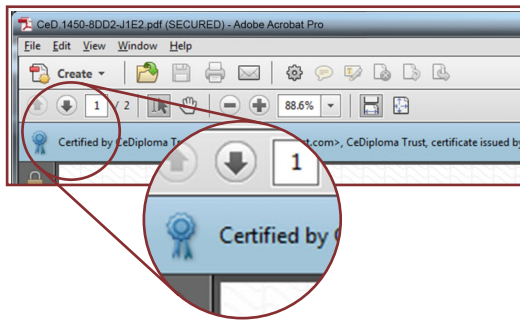 CeD.1450-8DD2-J1E2.pdf (SECURED) - Adobe Acrobat Pro
File Edit View Window Help
Create
1 / 2 88.6%
Certified by CeDiploma t.com>, CeDiploma Trust, certificate issued by
1
Certified by